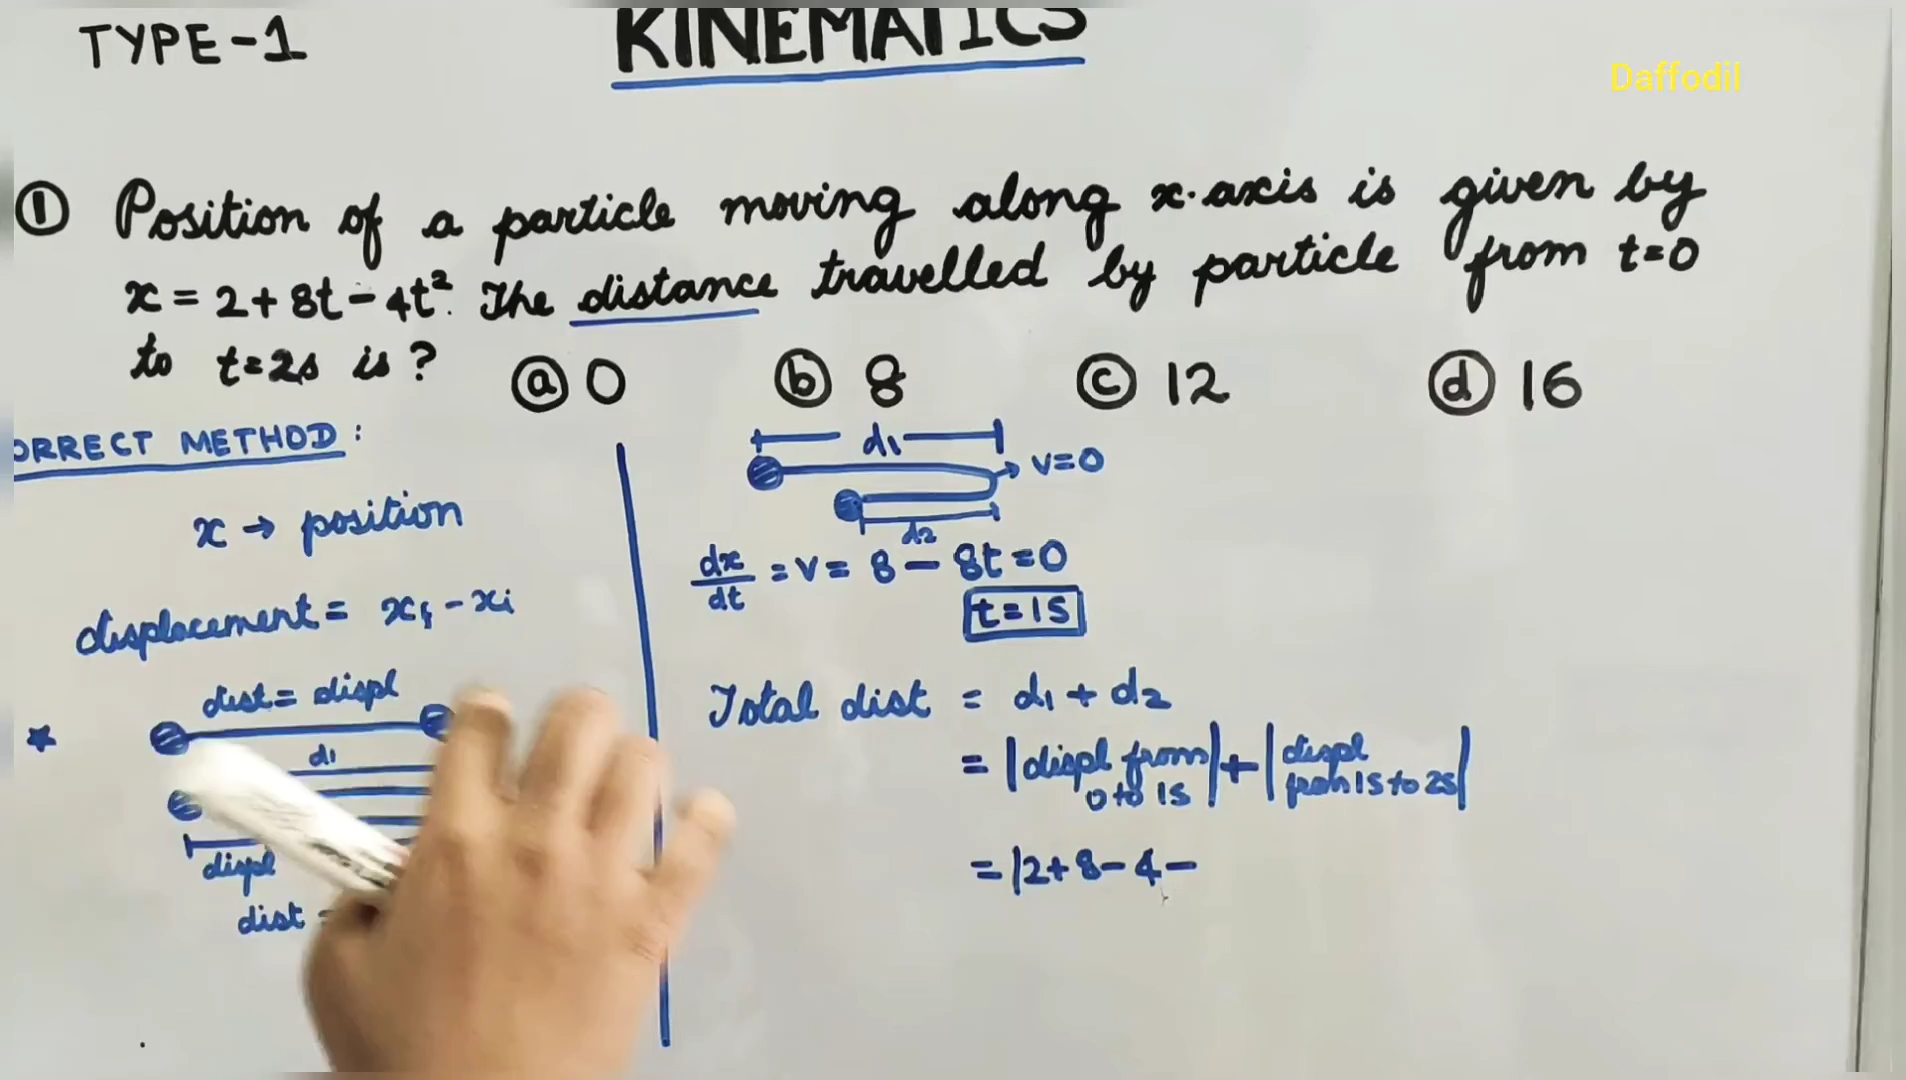 TYPE-1
KINEMATICS
Daffodil
① Position of a particle moving along x-axis is given by
x = 2 + 8t - 4t². The distance travelled by particle from t=0
to t=2s is ? ⓐ 0 ⓑ 8 ⓒ 12 ⓓ 16
ORRECT METHOD:
x → position
displacement = xf - xi
dist = displ
d1
displ
dist =
d1
v=0
d2
dx/dt = v = 8 - 8t = 0
t = 1s
Total dist = d1 + d2
= |displ from 0 to 1s| + |displ from 1s to 2s|
= |2+8-4-